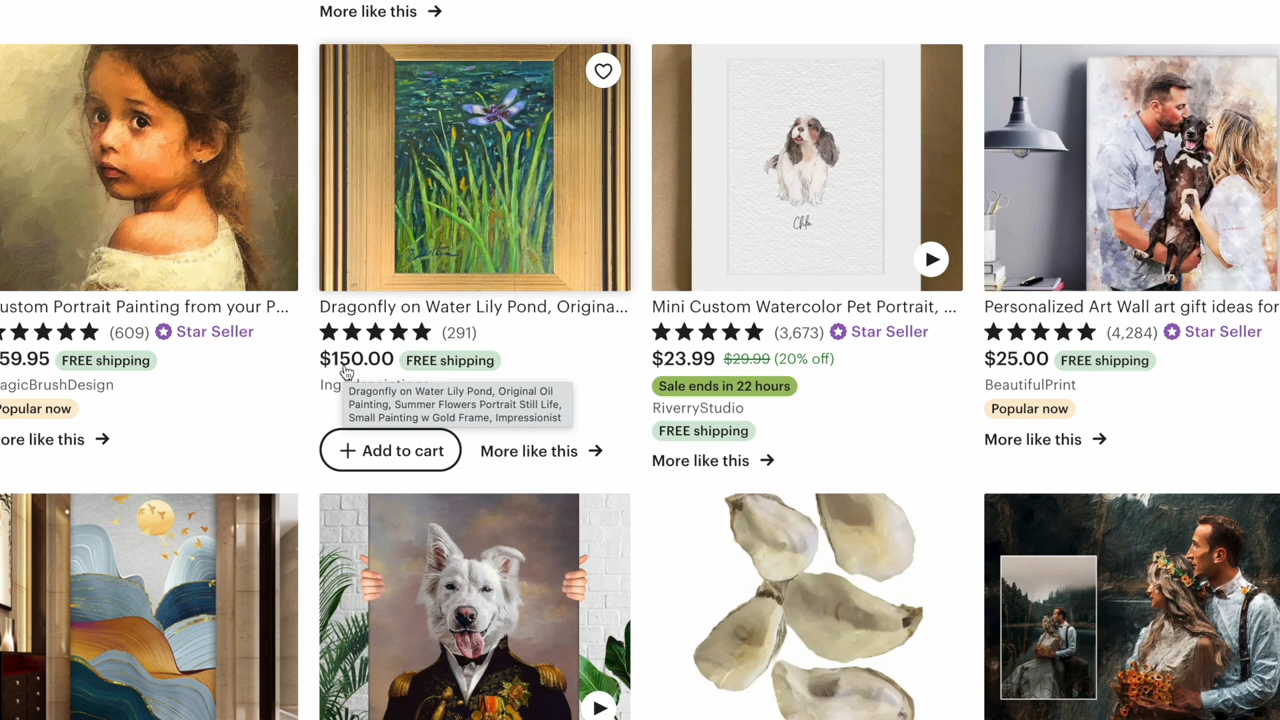 More like this
ustom Portrait Painting from your P...
(609) Star Seller
59.95 FREE shipping
agicBrushDesign
Popular now
ore like this
Dragonfly on Water Lily Pond, Origina...
(291)
$150.00 FREE shipping
Dragonfly on Water Lily Pond, Original Oil
Painting, Summer Flowers Portrait Still Life,
Small Painting w Gold Frame, Impressionist
Add to cart
More like this
Chlo
Mini Custom Watercolor Pet Portrait, ...
(3,673) Star Seller
$23.99 $29.99 (20% off)
Sale ends in 22 hours
RiverryStudio
FREE shipping
More like this
Personalized Art Wall art gift ideas for
(4,284) Star Seller
$25.00 FREE shipping
BeautifulPrint
Popular now
More like this